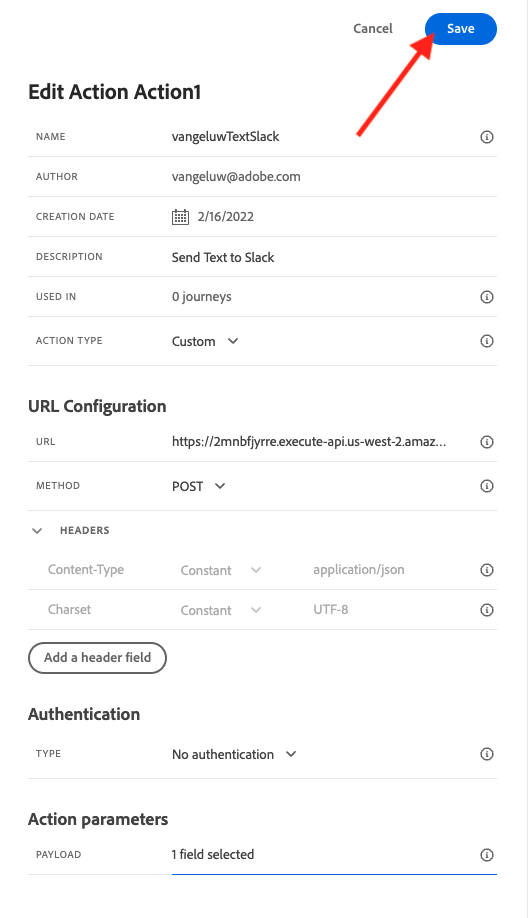 Cancel Save
Edit Action Action1
NAME vangeluwTextSlack
AUTHOR vangeluw@adobe.com
CREATION DATE 2/16/2022
DESCRIPTION Send Text to Slack
USED IN 0 journeys
ACTION TYPE Custom
URL Configuration
URL https://2mnbfjyrre.execute-api.us-west-2.amaz...
METHOD POST
HEADERS
Content-Type Constant application/json
Charset Constant UTF-8
Add a header field
Authentication
TYPE No authentication
Action parameters
PAYLOAD 1 field selected